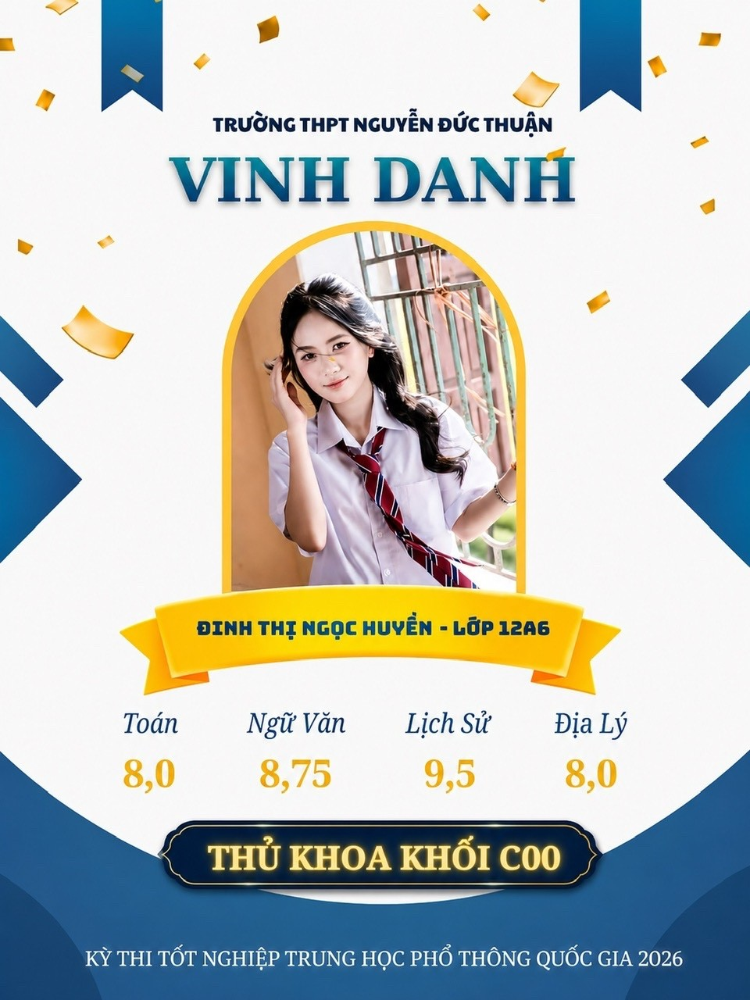 TRƯỜNG THPT NGUYỄN ĐỨC THUẬN
VINH DANH
ĐINH THỊ NGỌC HUYỀN - LỚP 12A6
Toán Ngữ Văn Lịch Sử Địa Lý
8,0 8,75 9,5 8,0
THỦ KHOA KHỐI C00
KỲ THI TỐT NGHIỆP TRUNG HỌC PHỔ THÔNG QUỐC GIA 2026